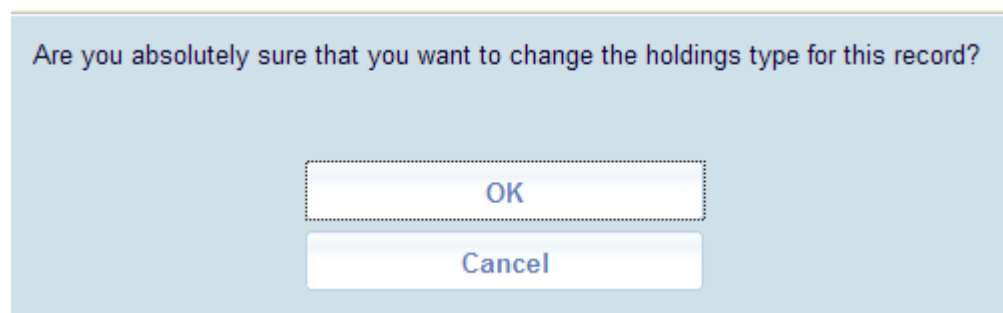 Are you absolutely sure that you want to change the holdings type for this record?
OK
Cancel